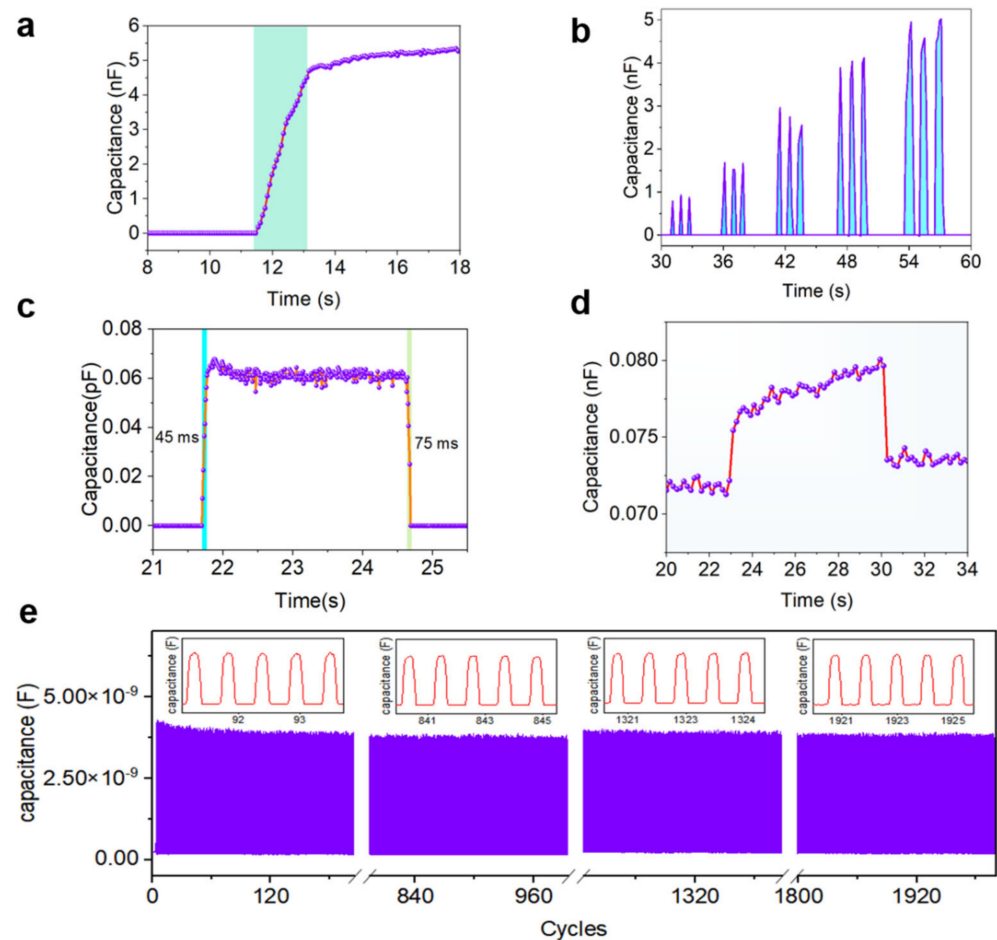 a
6
5
4
3
2
1
0
Capacitance (nF)
8 10 12 14 16 18
Time (s)
b
5
4
3
2
1
0
Capacitance (nF)
30 36 42 48 54 60
Time (s)
c
0.08
0.06
0.04
0.02
0.00
Capacitance(pF)
45 ms
75 ms
21 22 23 24 25
Time(s)
d
0.080
0.075
0.070
Capacitance (nF)
20 22 24 26 28 30 32 34
Time (s)
e
5.00×10⁻⁹
2.50×10⁻⁹
0.00
capacitance (F)
capacitance (F)
92 93
capacitance (F)
841 843 845
capacitance (F)
1321 1323 1324
capacitance (F)
1921 1923 1925
0 120 840 960 1320 1800 1920
Cycles